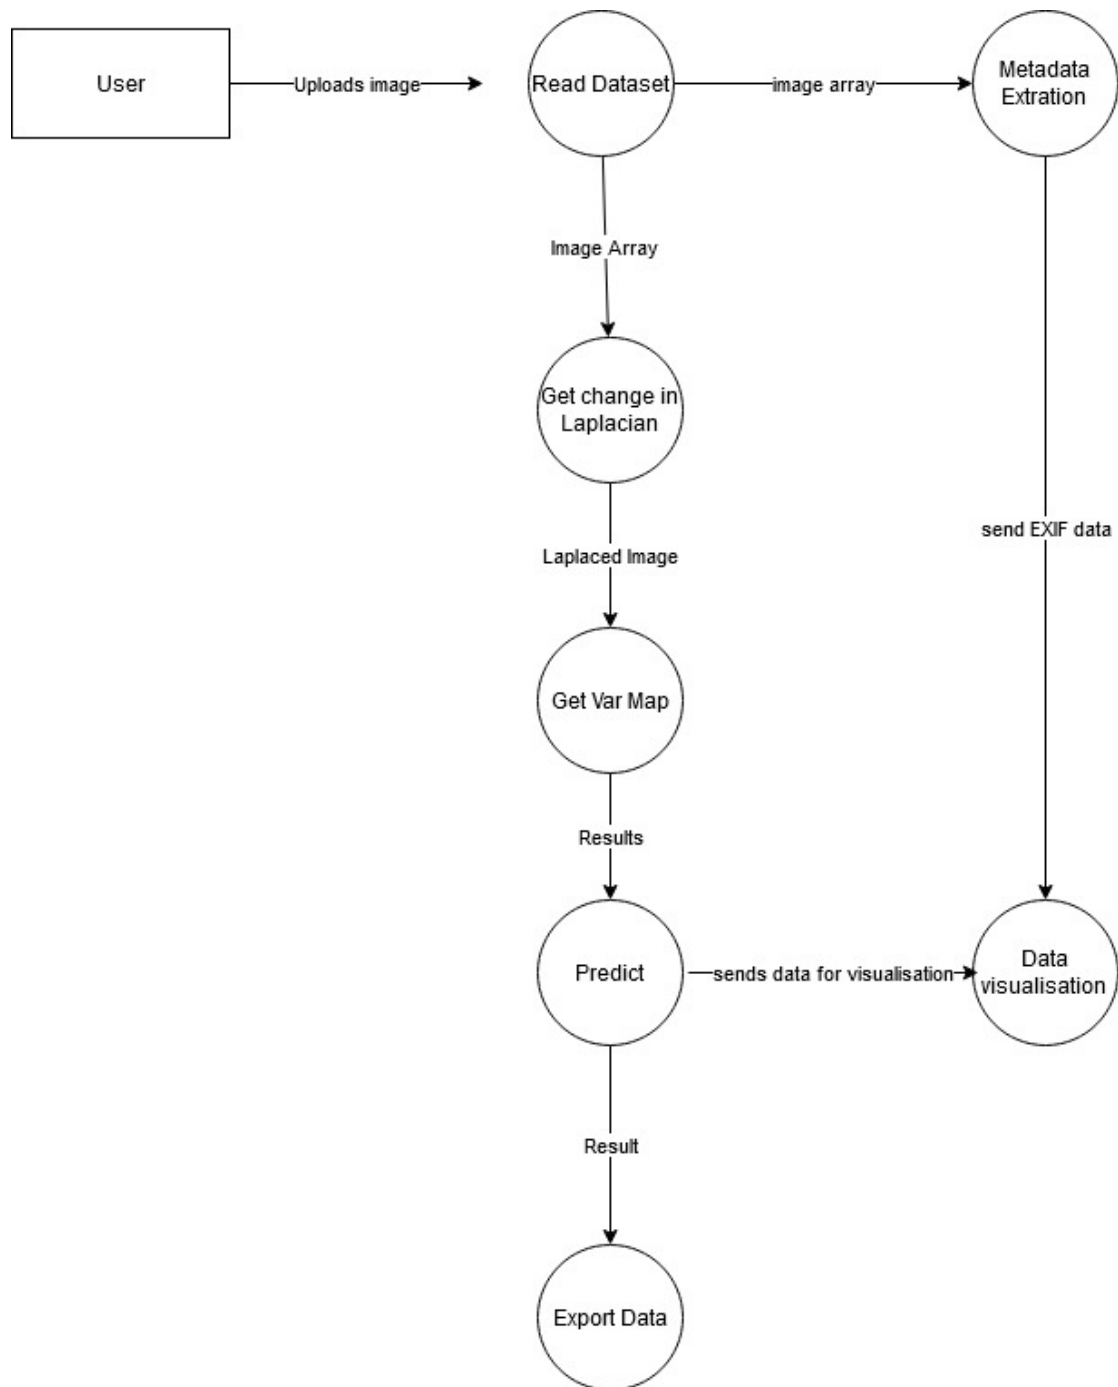 User
Uploads image
Read Dataset
image array
Metadata
Extration
Image Array
Get change in
Laplacian
send EXIF data
Laplaced Image
Get Var Map
Results
Predict
sends data for visualisation
Data
visualisation
Result
Export Data